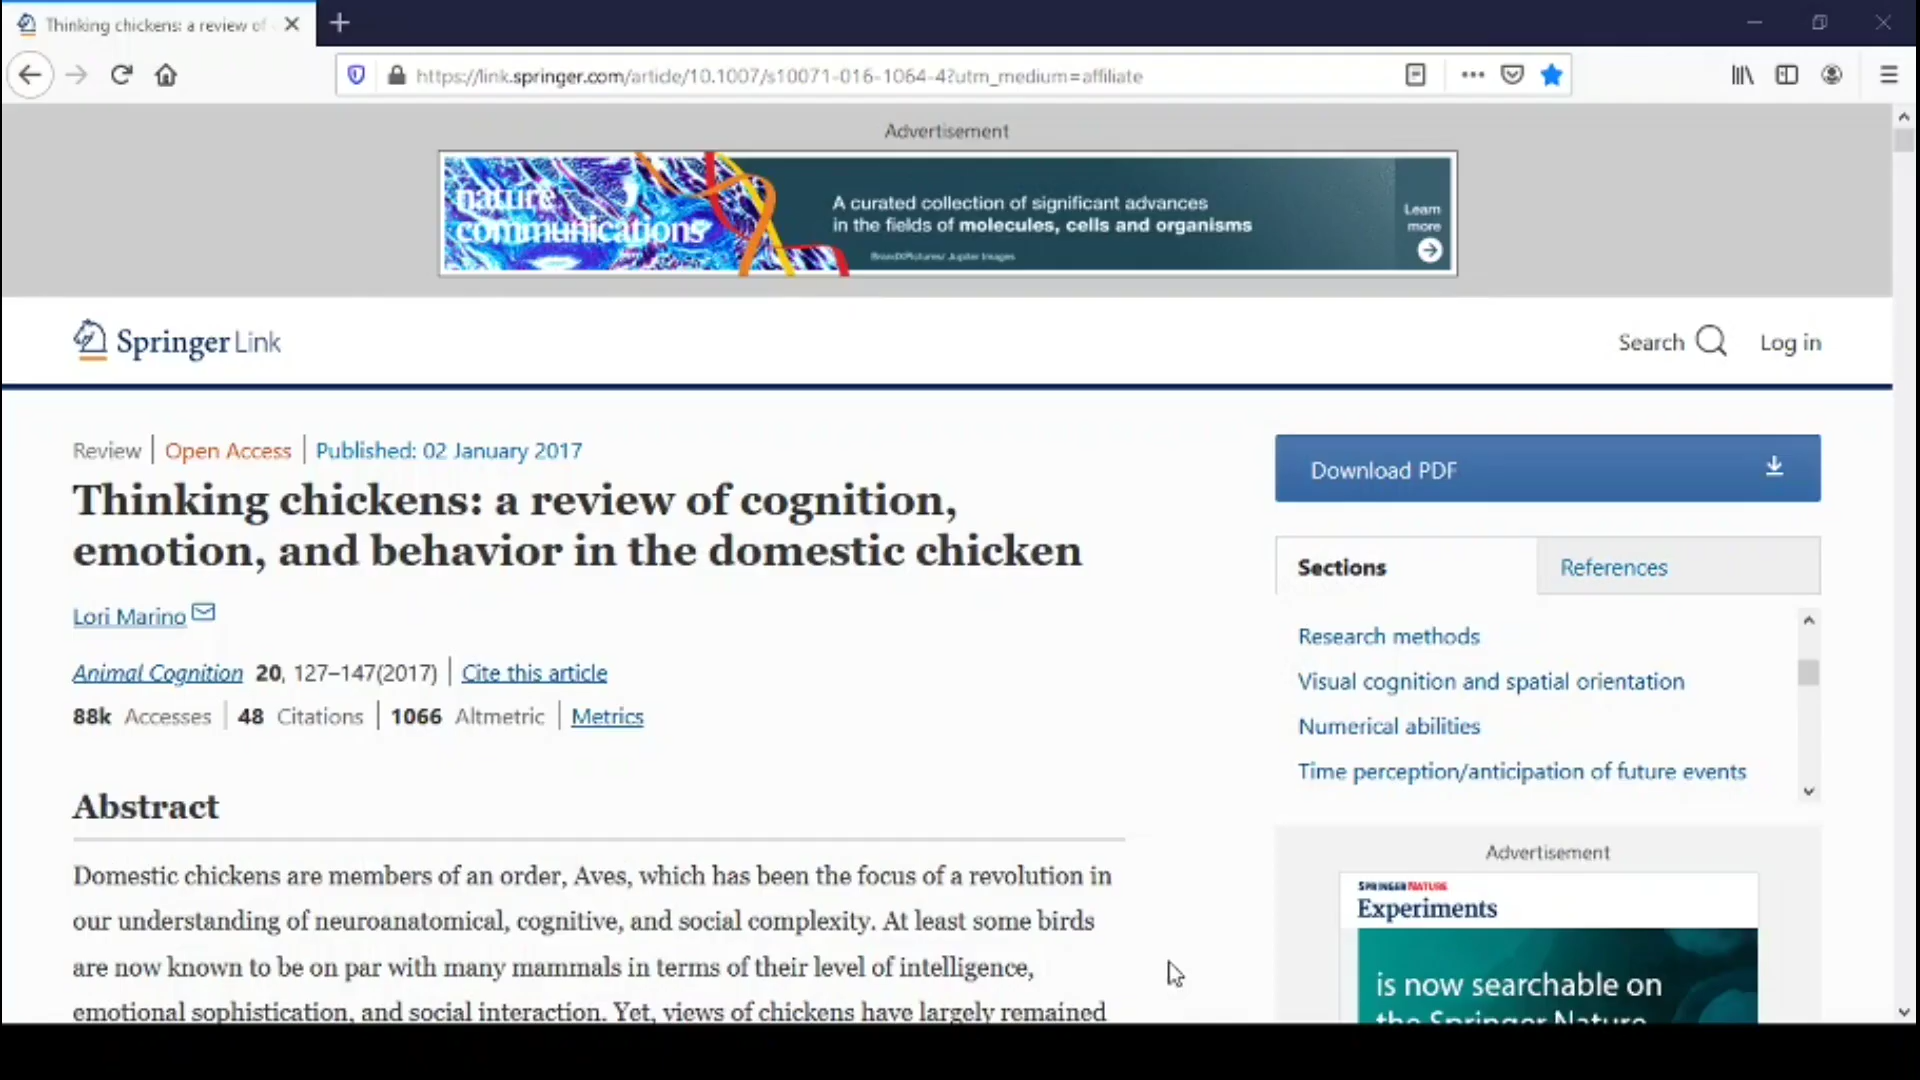 Thinking chickens: a review of
https://link.springer.com/article/10.1007/s10071-016-1064-4?utm_medium=affiliate
Advertisement
nature
communications
A curated collection of significant advances
in the fields of molecules, cells and organisms
BrandXPictures/ Jupiter Images
Learn
more
Springer Link
Search
Log in
Review | Open Access | Published: 02 January 2017
Thinking chickens: a review of cognition,
emotion, and behavior in the domestic chicken
Lori Marino
Animal Cognition 20, 127–147(2017) | Cite this article
88k Accesses | 48 Citations | 1066 Altmetric | Metrics
Abstract
Domestic chickens are members of an order, Aves, which has been the focus of a revolution in
our understanding of neuroanatomical, cognitive, and social complexity. At least some birds
are now known to be on par with many mammals in terms of their level of intelligence,
emotional sophistication, and social interaction. Yet, views of chickens have largely remained
Download PDF
Sections
References
Research methods
Visual cognition and spatial orientation
Numerical abilities
Time perception/anticipation of future events
Advertisement
SPRINGER NATURE
Experiments
is now searchable on
the Springer Nature